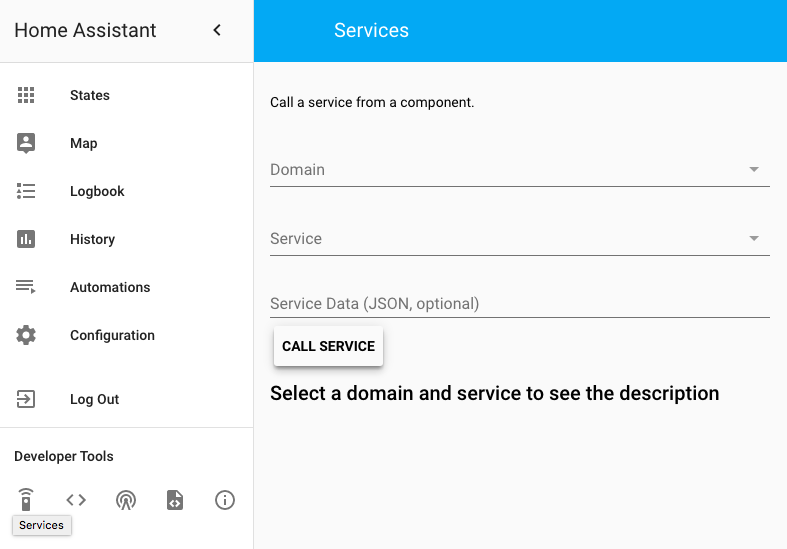 Home Assistant
States
Map
Logbook
History
Automations
Configuration
Log Out
Developer Tools
Services
Services
Call a service from a component.
Domain
Service
Service Data (JSON, optional)
CALL SERVICE
Select a domain and service to see the description